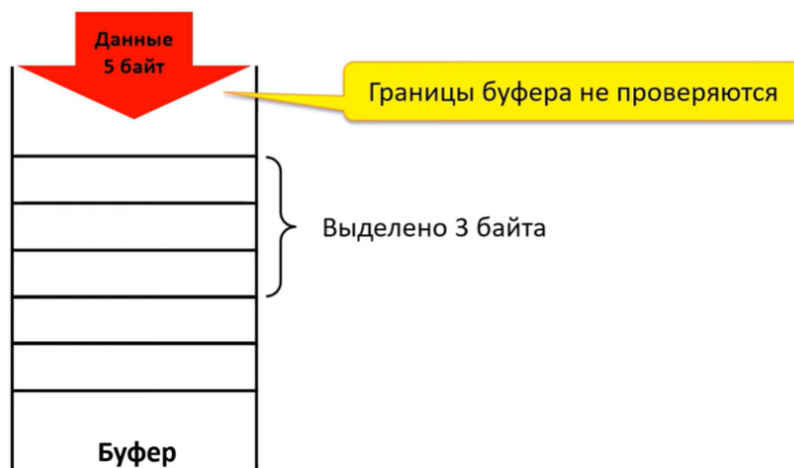 Данные
5 байт
Границы буфера не проверяются
Выделено 3 байта
Буфер